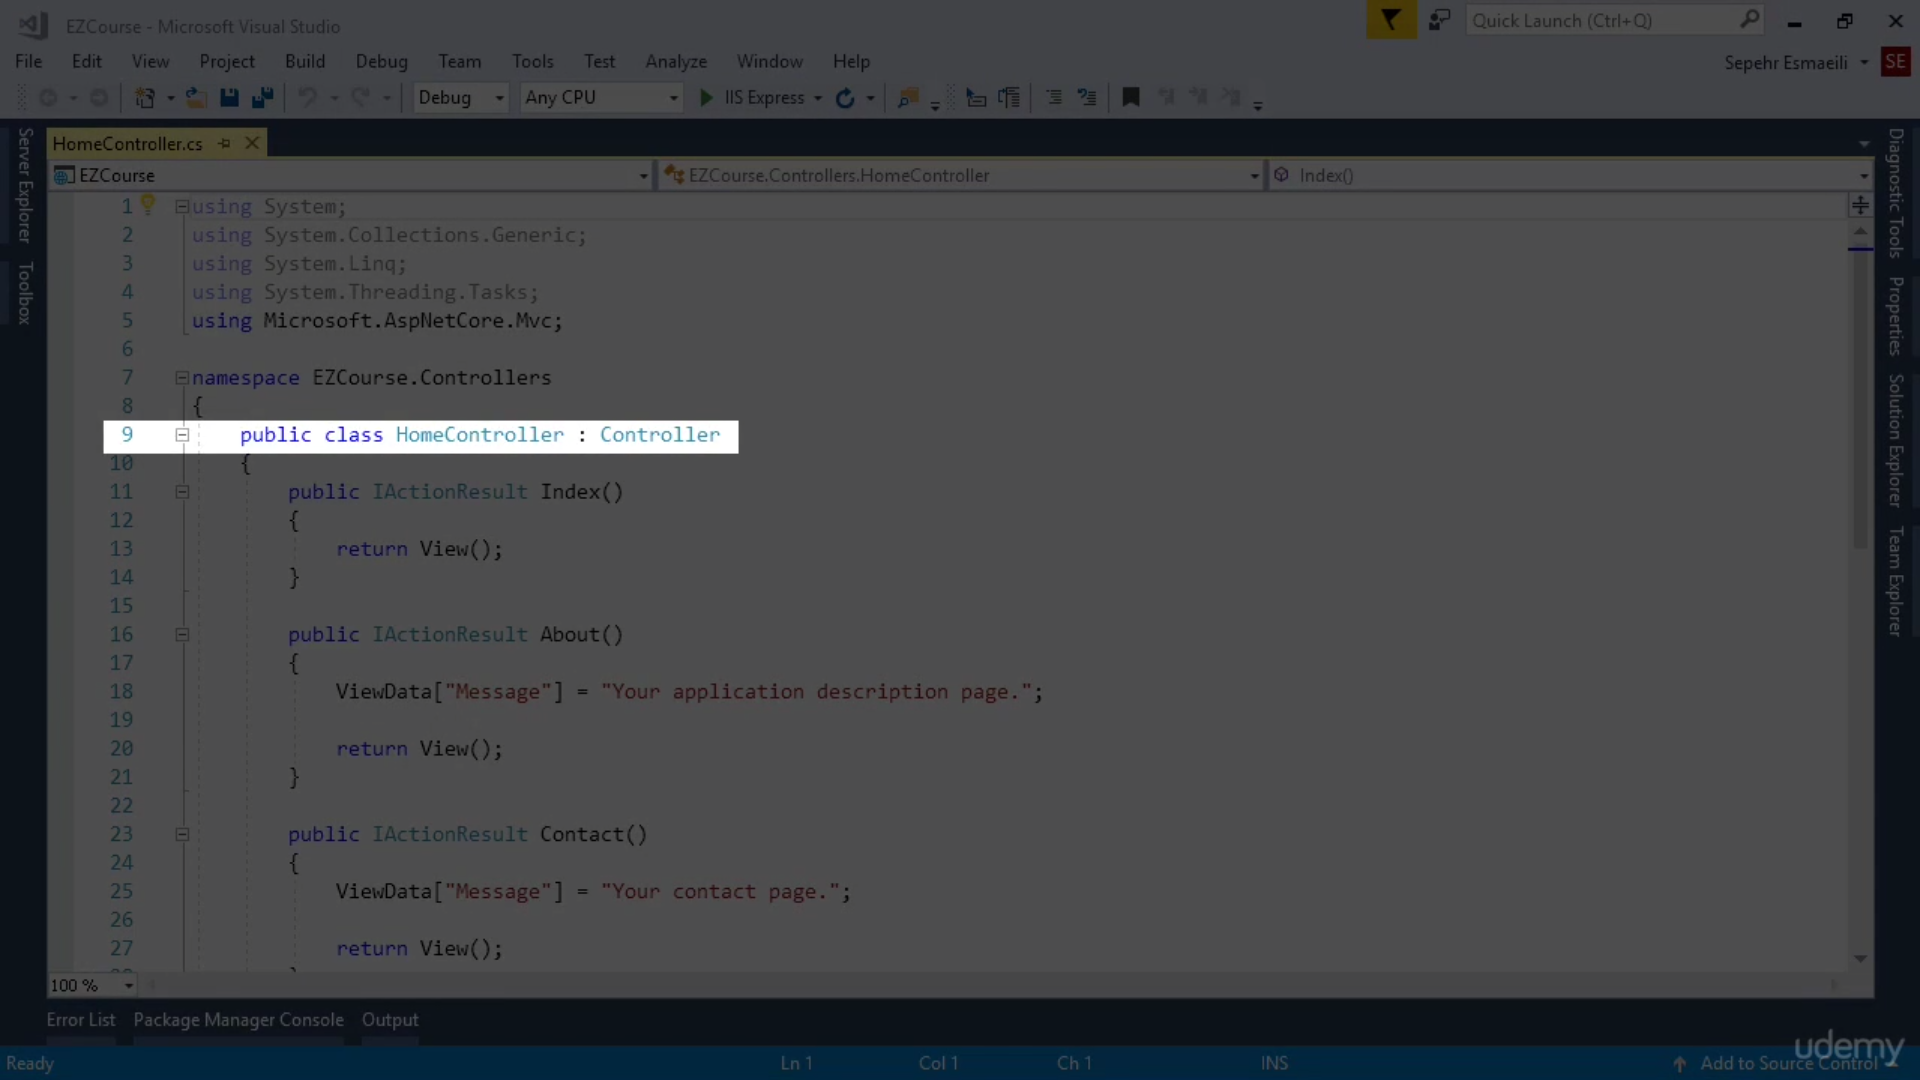 EZCourse - Microsoft Visual Studio
Quick Launch (Ctrl+Q)
File Edit View Project Build Debug Team Tools Test Analyze Window Help
Sepehr Esmaeili SE
Debug Any CPU IIS Express
Server Explorer
Toolbox
HomeController.cs
EZCourse EZCourse.Controllers.HomeController Index()
1 using System;
2 using System.Collections.Generic;
3 using System.Linq;
4 using System.Threading.Tasks;
5 using Microsoft.AspNetCore.Mvc;
6
7 namespace EZCourse.Controllers
8 {
9 public class HomeController : Controller
10 {
11 public IActionResult Index()
12 {
13 return View();
14 }
15
16 public IActionResult About()
17 {
18 ViewData["Message"] = "Your application description page.";
19
20 return View();
21 }
22
23 public IActionResult Contact()
24 {
25 ViewData["Message"] = "Your contact page.";
26
27 return View();
100 %
Diagnostic Tools
Properties
Solution Explorer
Team Explorer
Error List Package Manager Console Output
Ready Ln 1 Col 1 Ch 1 INS Add to Source Control
udemy